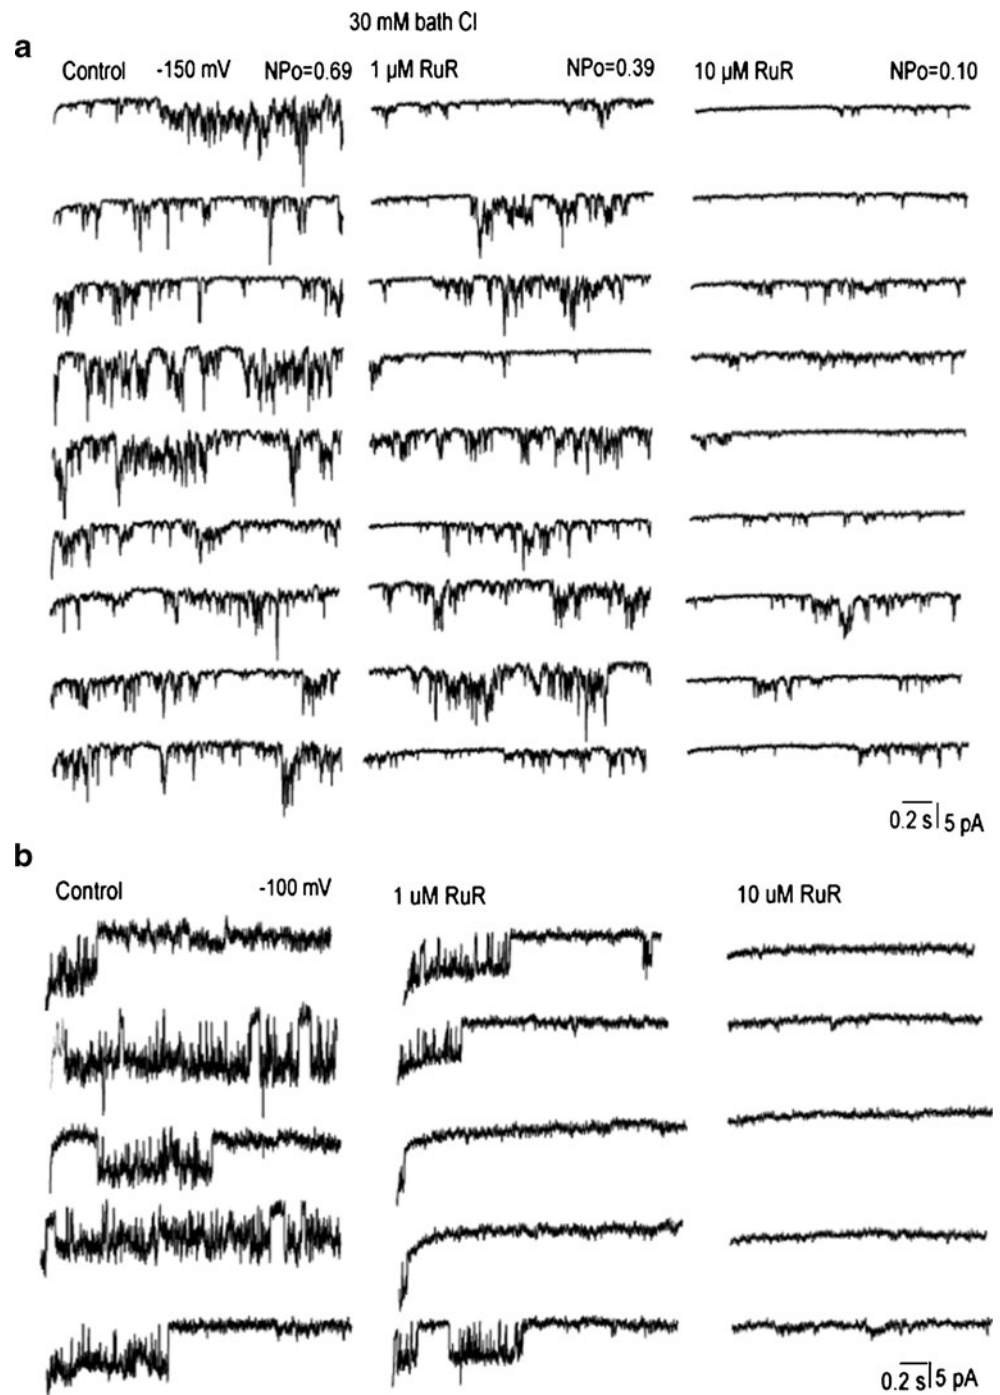 30 mM bath Cl
a
Control -150 mV NPo=0.69 1 µM RuR NPo=0.39 10 µM RuR NPo=0.10
0.2 s 5 pA
b
Control -100 mV 1 uM RuR 10 uM RuR
0.2 s 5 pA